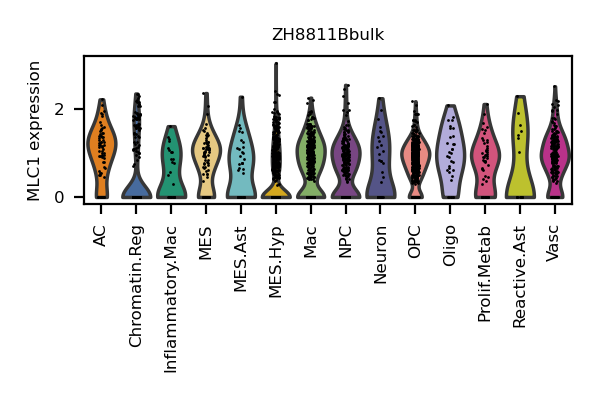 ZH8811Bbulk
MLC1 expression
2
0
AC
Chromatin.Reg
Inflammatory.Mac
MES
MES.Ast
MES.Hyp
Mac
NPC
Neuron
OPC
Oligo
Prolif.Metab
Reactive.Ast
Vasc